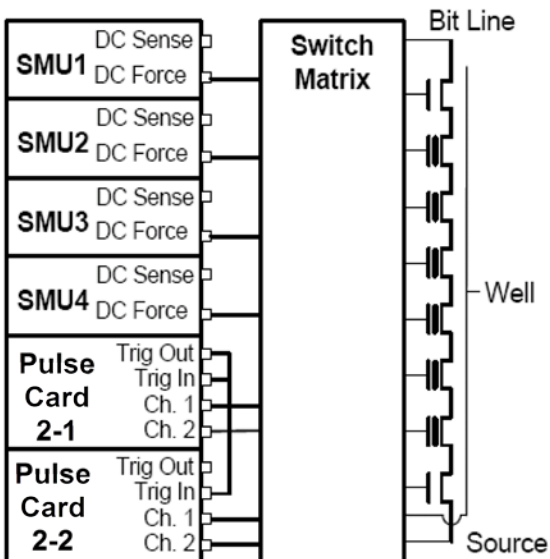 Bit Line
SMU1
DC Sense
DC Force
SMU2
DC Sense
DC Force
SMU3
DC Sense
DC Force
SMU4
DC Sense
DC Force
Pulse
Card
2-1
Trig Out
Trig In
Ch. 1
Ch. 2
Pulse
Card
2-2
Trig Out
Trig In
Ch. 1
Ch. 2
Switch
Matrix
Well
Source